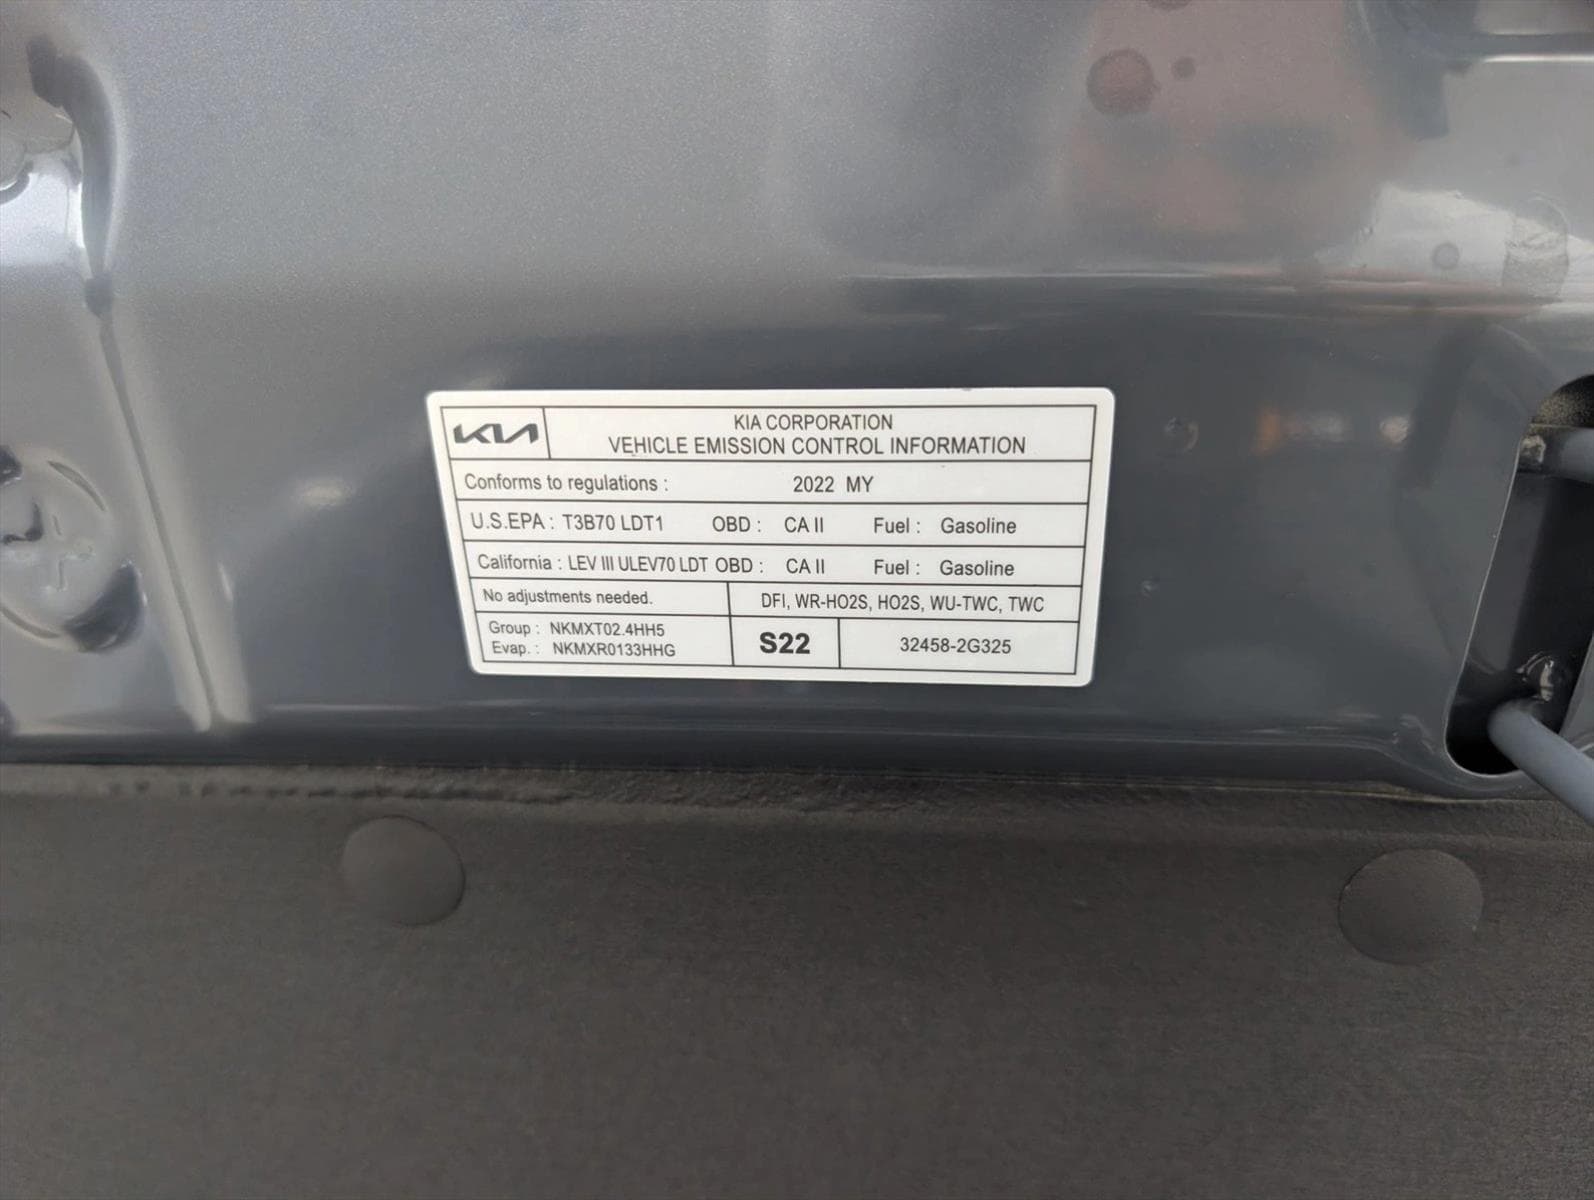 KIA
KIA CORPORATION
VEHICLE EMISSION CONTROL INFORMATION
Conforms to regulations : 2022 MY
U.S.EPA : T3B70 LDT1 OBD : CA II Fuel : Gasoline
California : LEV III ULEV70 LDT OBD : CA II Fuel : Gasoline
No adjustments needed. DFI, WR-HO2S, HO2S, WU-TWC, TWC
Group : NKMXT02.4HH5
Evap. : NKMXR0133HHG
S22
32458-2G325